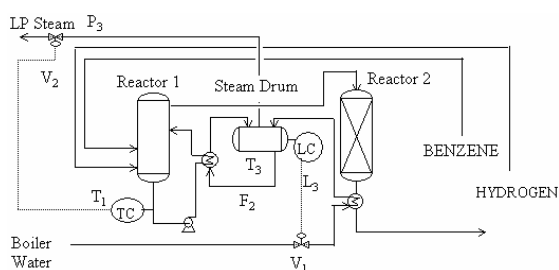 LP Steam
P3
V2
Reactor 1
Steam Drum
Reactor 2
BENZENE
HYDROGEN
LC
T3
L3
T1
TC
F2
Boiler
Water
V1